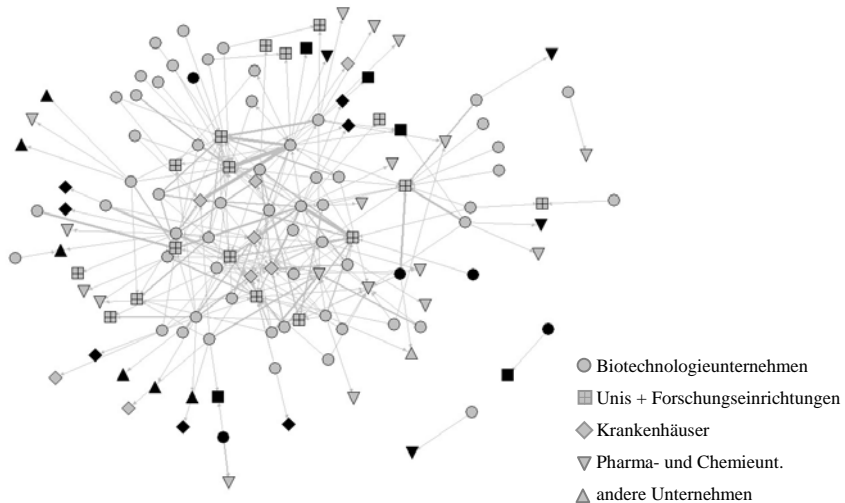 Biotechnologieunternehmen
Unis + Forschungseinrichtungen
Krankenhäuser
Pharma- und Chemieunt.
andere Unternehmen